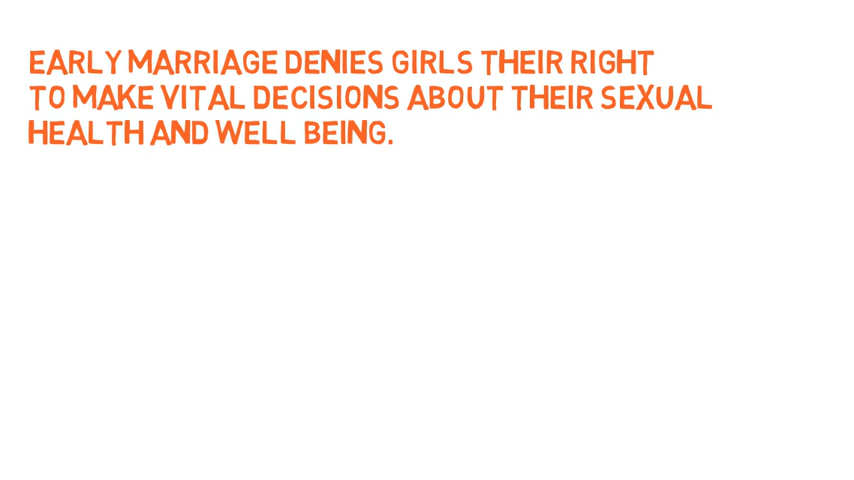 EARLY MARRIAGE DENIES GIRLS THEIR RIGHT
TO MAKE VITAL DECISIONS ABOUT THEIR SEXUAL
HEALTH AND WELL BEING.